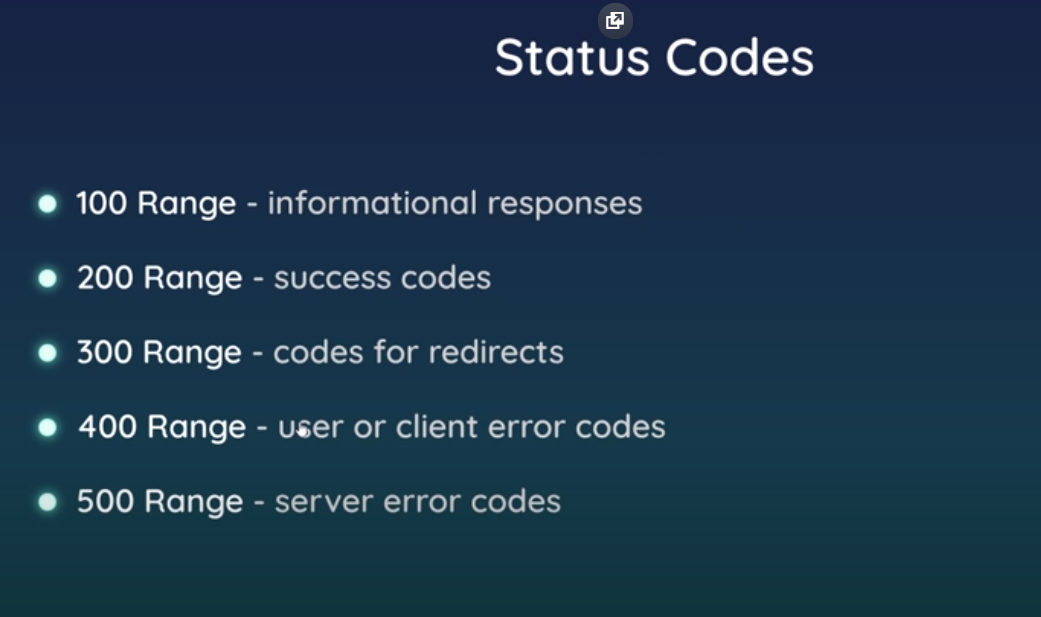 Status Codes
100 Range - informational responses
200 Range - success codes
300 Range - codes for redirects
400 Range - user or client error codes
500 Range - server error codes